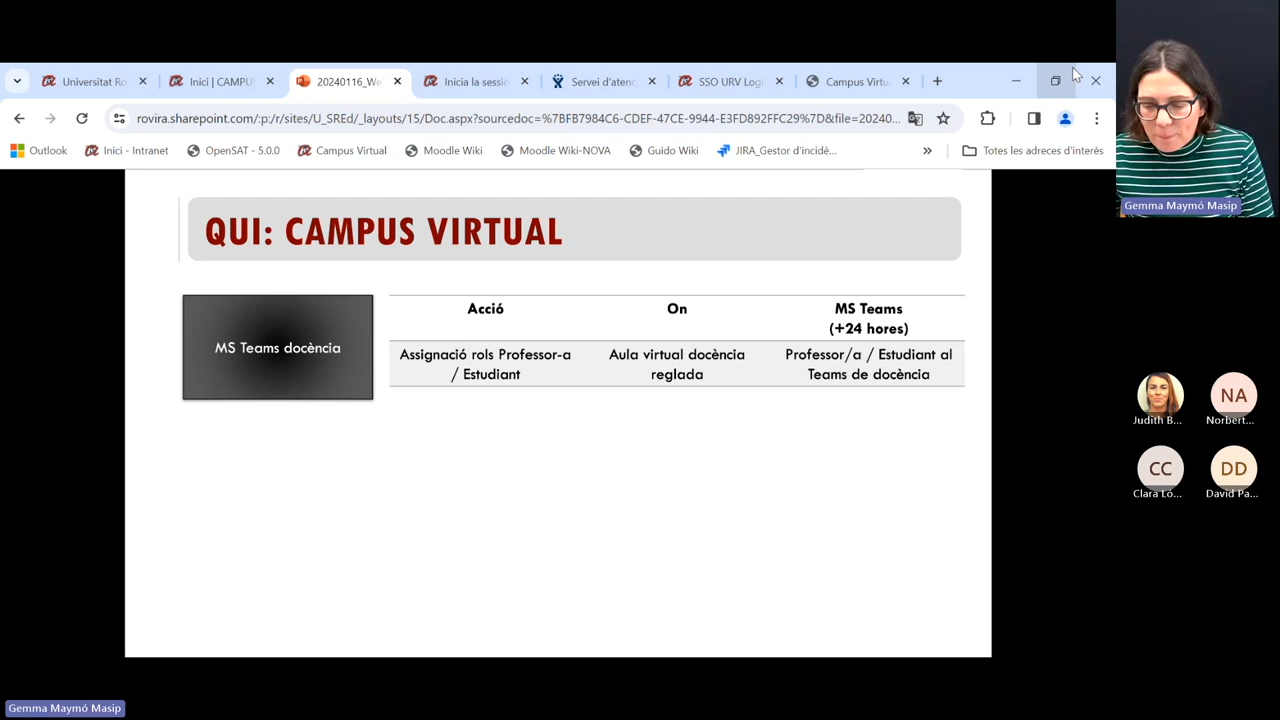 Universitat Ro
Inici | CAMPUS
20240116_We
Inicia la sessió
Servei d'atenc
SSO URV Logi
Campus Virtu
rovira.sharepoint.com/:p:/r/sites/U_SREd/_layouts/15/Doc.aspx?sourcedoc=%7BFB7984C6-CDEF-47CE-9944-E3FD892FFC29%7D&file=20240...
Outlook
Inici - Intranet
OpenSAT - 5.0.0
Campus Virtual
Moodle Wiki
Moodle Wiki-NOVA
Guido Wiki
JIRA_Gestor d'incidè...
Totes les adreces d'interès
Gemma Maymó Masip
QUI: CAMPUS VIRTUAL
MS Teams docència
Acció
On
MS Teams
(+24 hores)
Assignació rols Professor-a
/ Estudiant
Aula virtual docència
reglada
Professor/a / Estudiant al
Teams de docència
NA
Judith B...
Norbert...
CC
DD
Clara Ló...
David Pa...
Gemma Maymó Masip